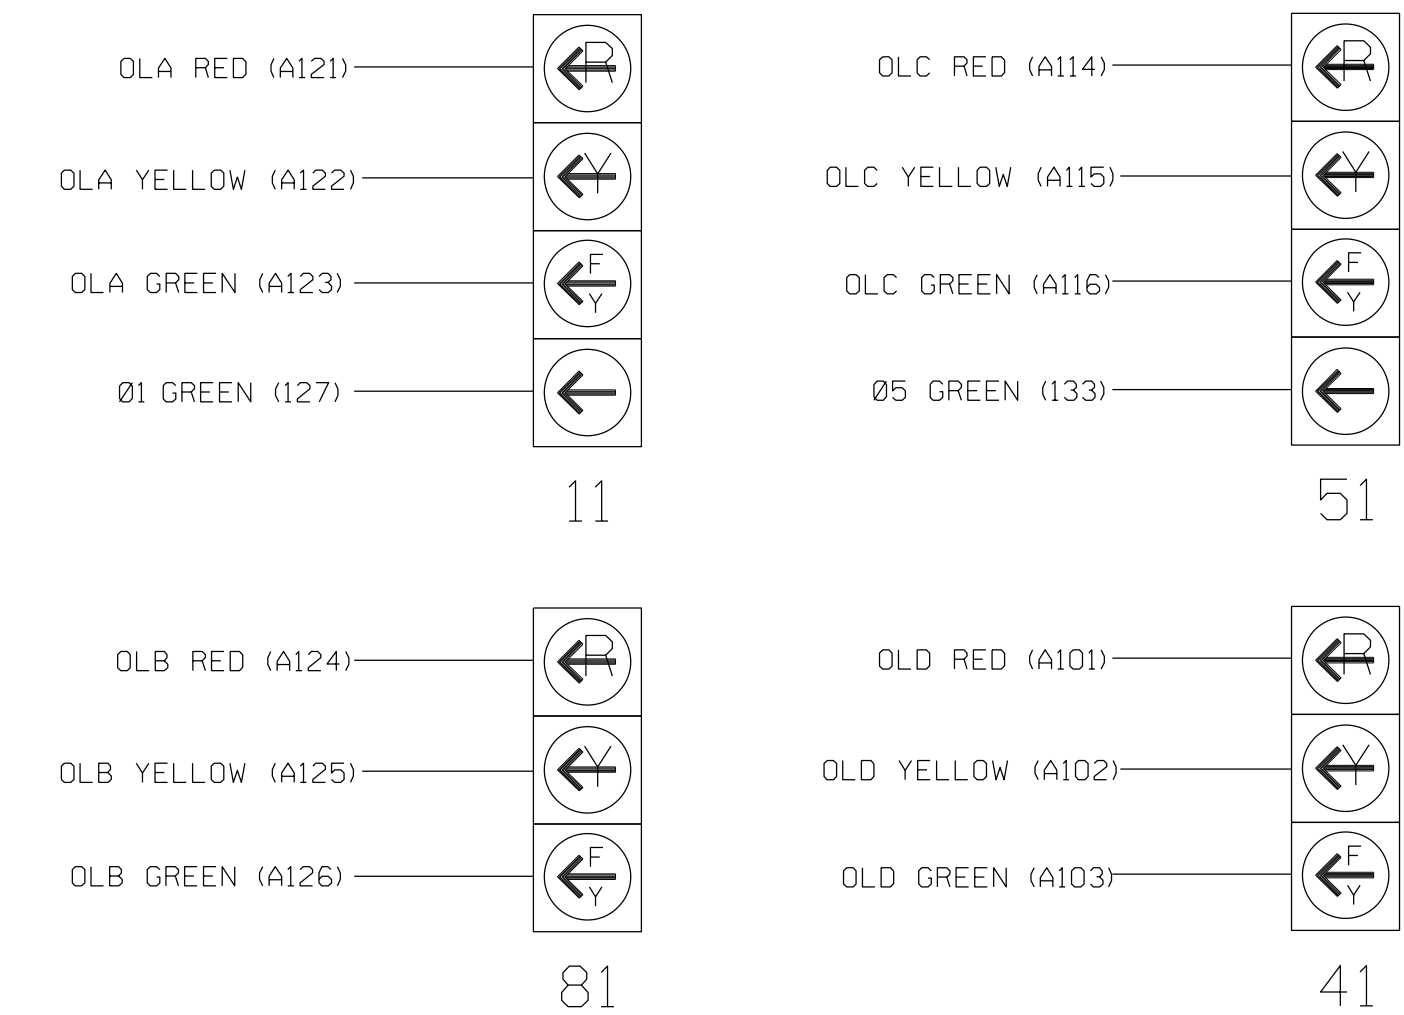 OLA RED (A121)
R
OLA YELLOW (A122)
Y
OLA GREEN (A123)
F
Y
Ø1 GREEN (127)
11
OLC RED (A114)
R
OLC YELLOW (A115)
Y
OLC GREEN (A116)
F
Y
Ø5 GREEN (133)
51
OLB RED (A124)
R
OLB YELLOW (A125)
Y
OLB GREEN (A126)
F
Y
81
OLD RED (A101)
R
OLD YELLOW (A102)
Y
OLD GREEN (A103)
F
Y
41